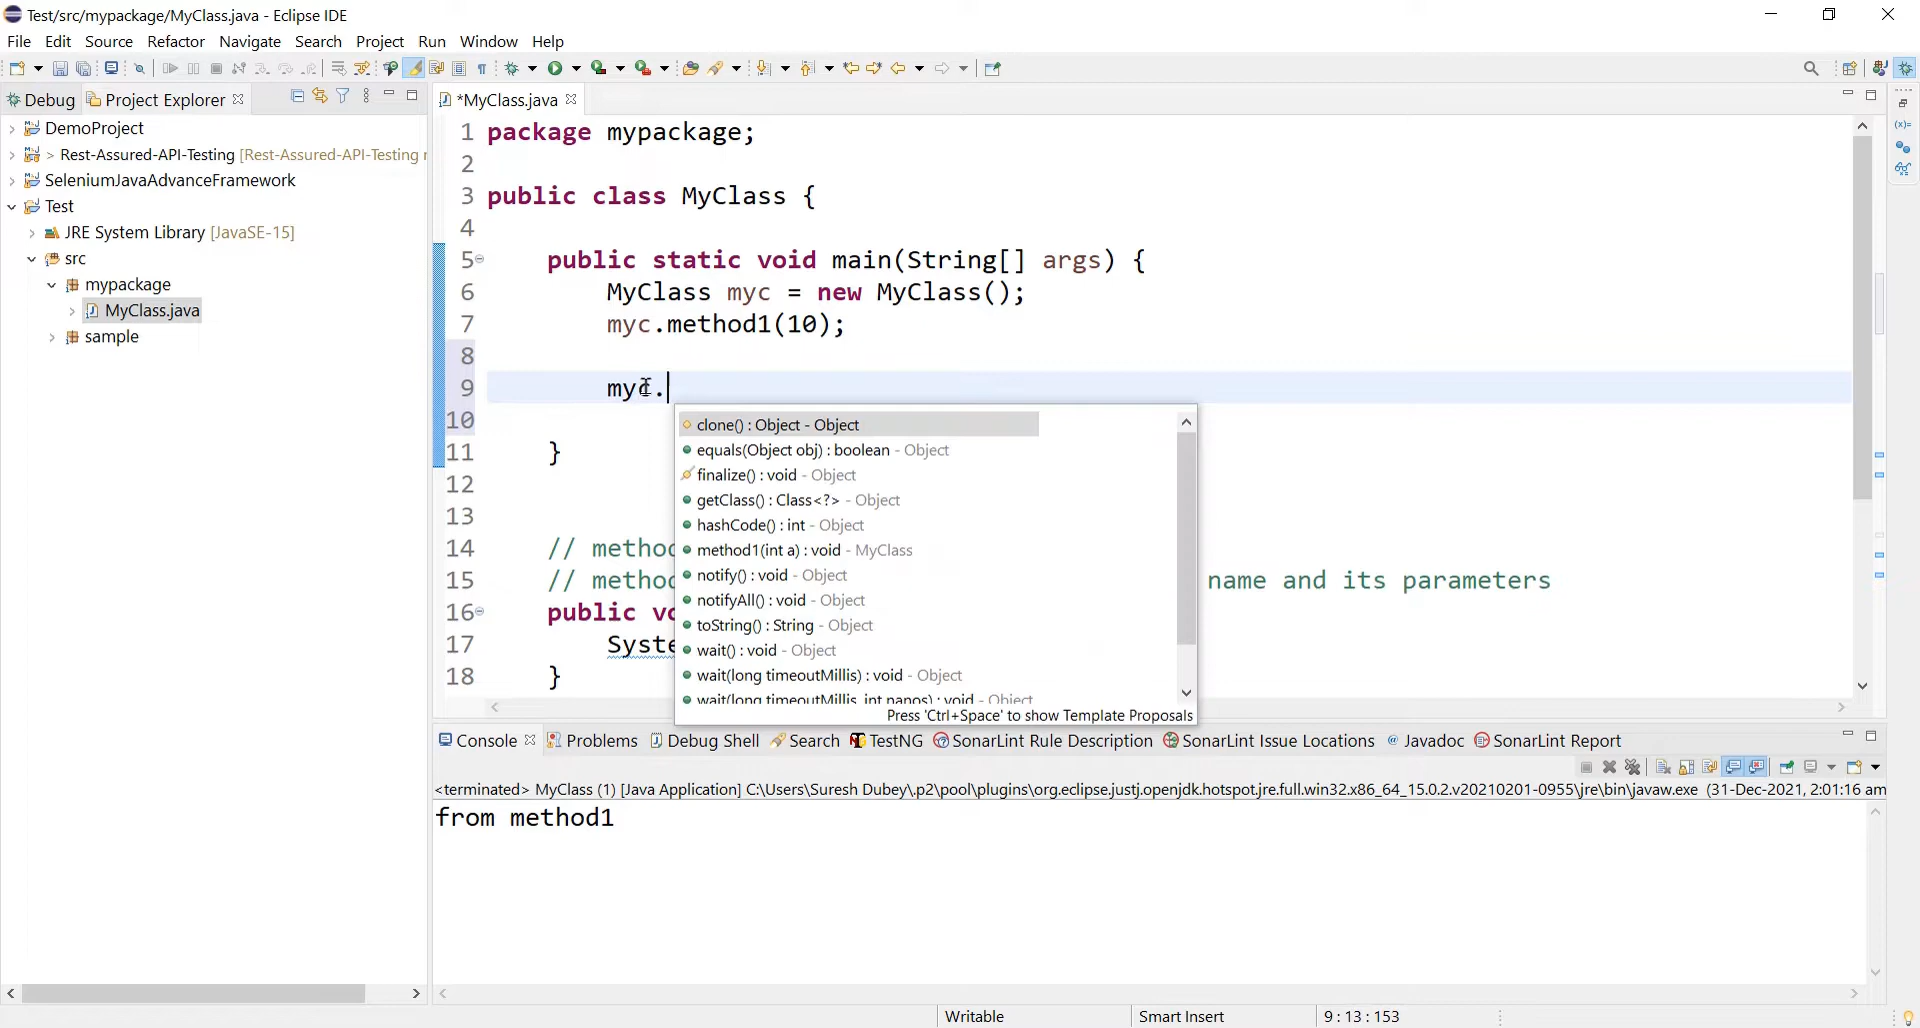 Test/src/mypackage/MyClass.java - Eclipse IDE
File Edit Source Refactor Navigate Search Project Run Window Help
Debug Project Explorer
*MyClass.java
DemoProject
> Rest-Assured-API-Testing [Rest-Assured-API-Testing
SeleniumJavaAdvanceFramework
Test
JRE System Library [JavaSE-15]
src
mypackage
MyClass.java
sample
1 package mypackage;
2
3 public class MyClass {
4
5 public static void main(String[] args) {
6 MyClass myc = new MyClass();
7 myc.method1(10);
8
9 myc.
10
11 }
12
13
14 // method
15 // method name and its parameters
16 public vo
17 Syste
18 }
clone() : Object - Object
equals(Object obj) : boolean - Object
finalize() : void - Object
getClass() : Class<?> - Object
hashCode() : int - Object
method1(int a) : void - MyClass
notify() : void - Object
notifyAll() : void - Object
toString() : String - Object
wait() : void - Object
wait(long timeoutMillis) : void - Object
wait(long timeoutMillis, int nanos) : void - Object
Press 'Ctrl+Space' to show Template Proposals
Console Problems Debug Shell Search TestNG SonarLint Rule Description SonarLint Issue Locations Javadoc SonarLint Report
<terminated> MyClass (1) [Java Application] C:\Users\Suresh Dubey\.p2\pool\plugins\org.eclipse.justj.openjdk.hotspot.jre.full.win32.x86_64_15.0.2.v20210201-0955\jre\bin\javaw.exe (31-Dec-2021, 2:01:16 am
from method1
Writable Smart Insert 9 : 13 : 153